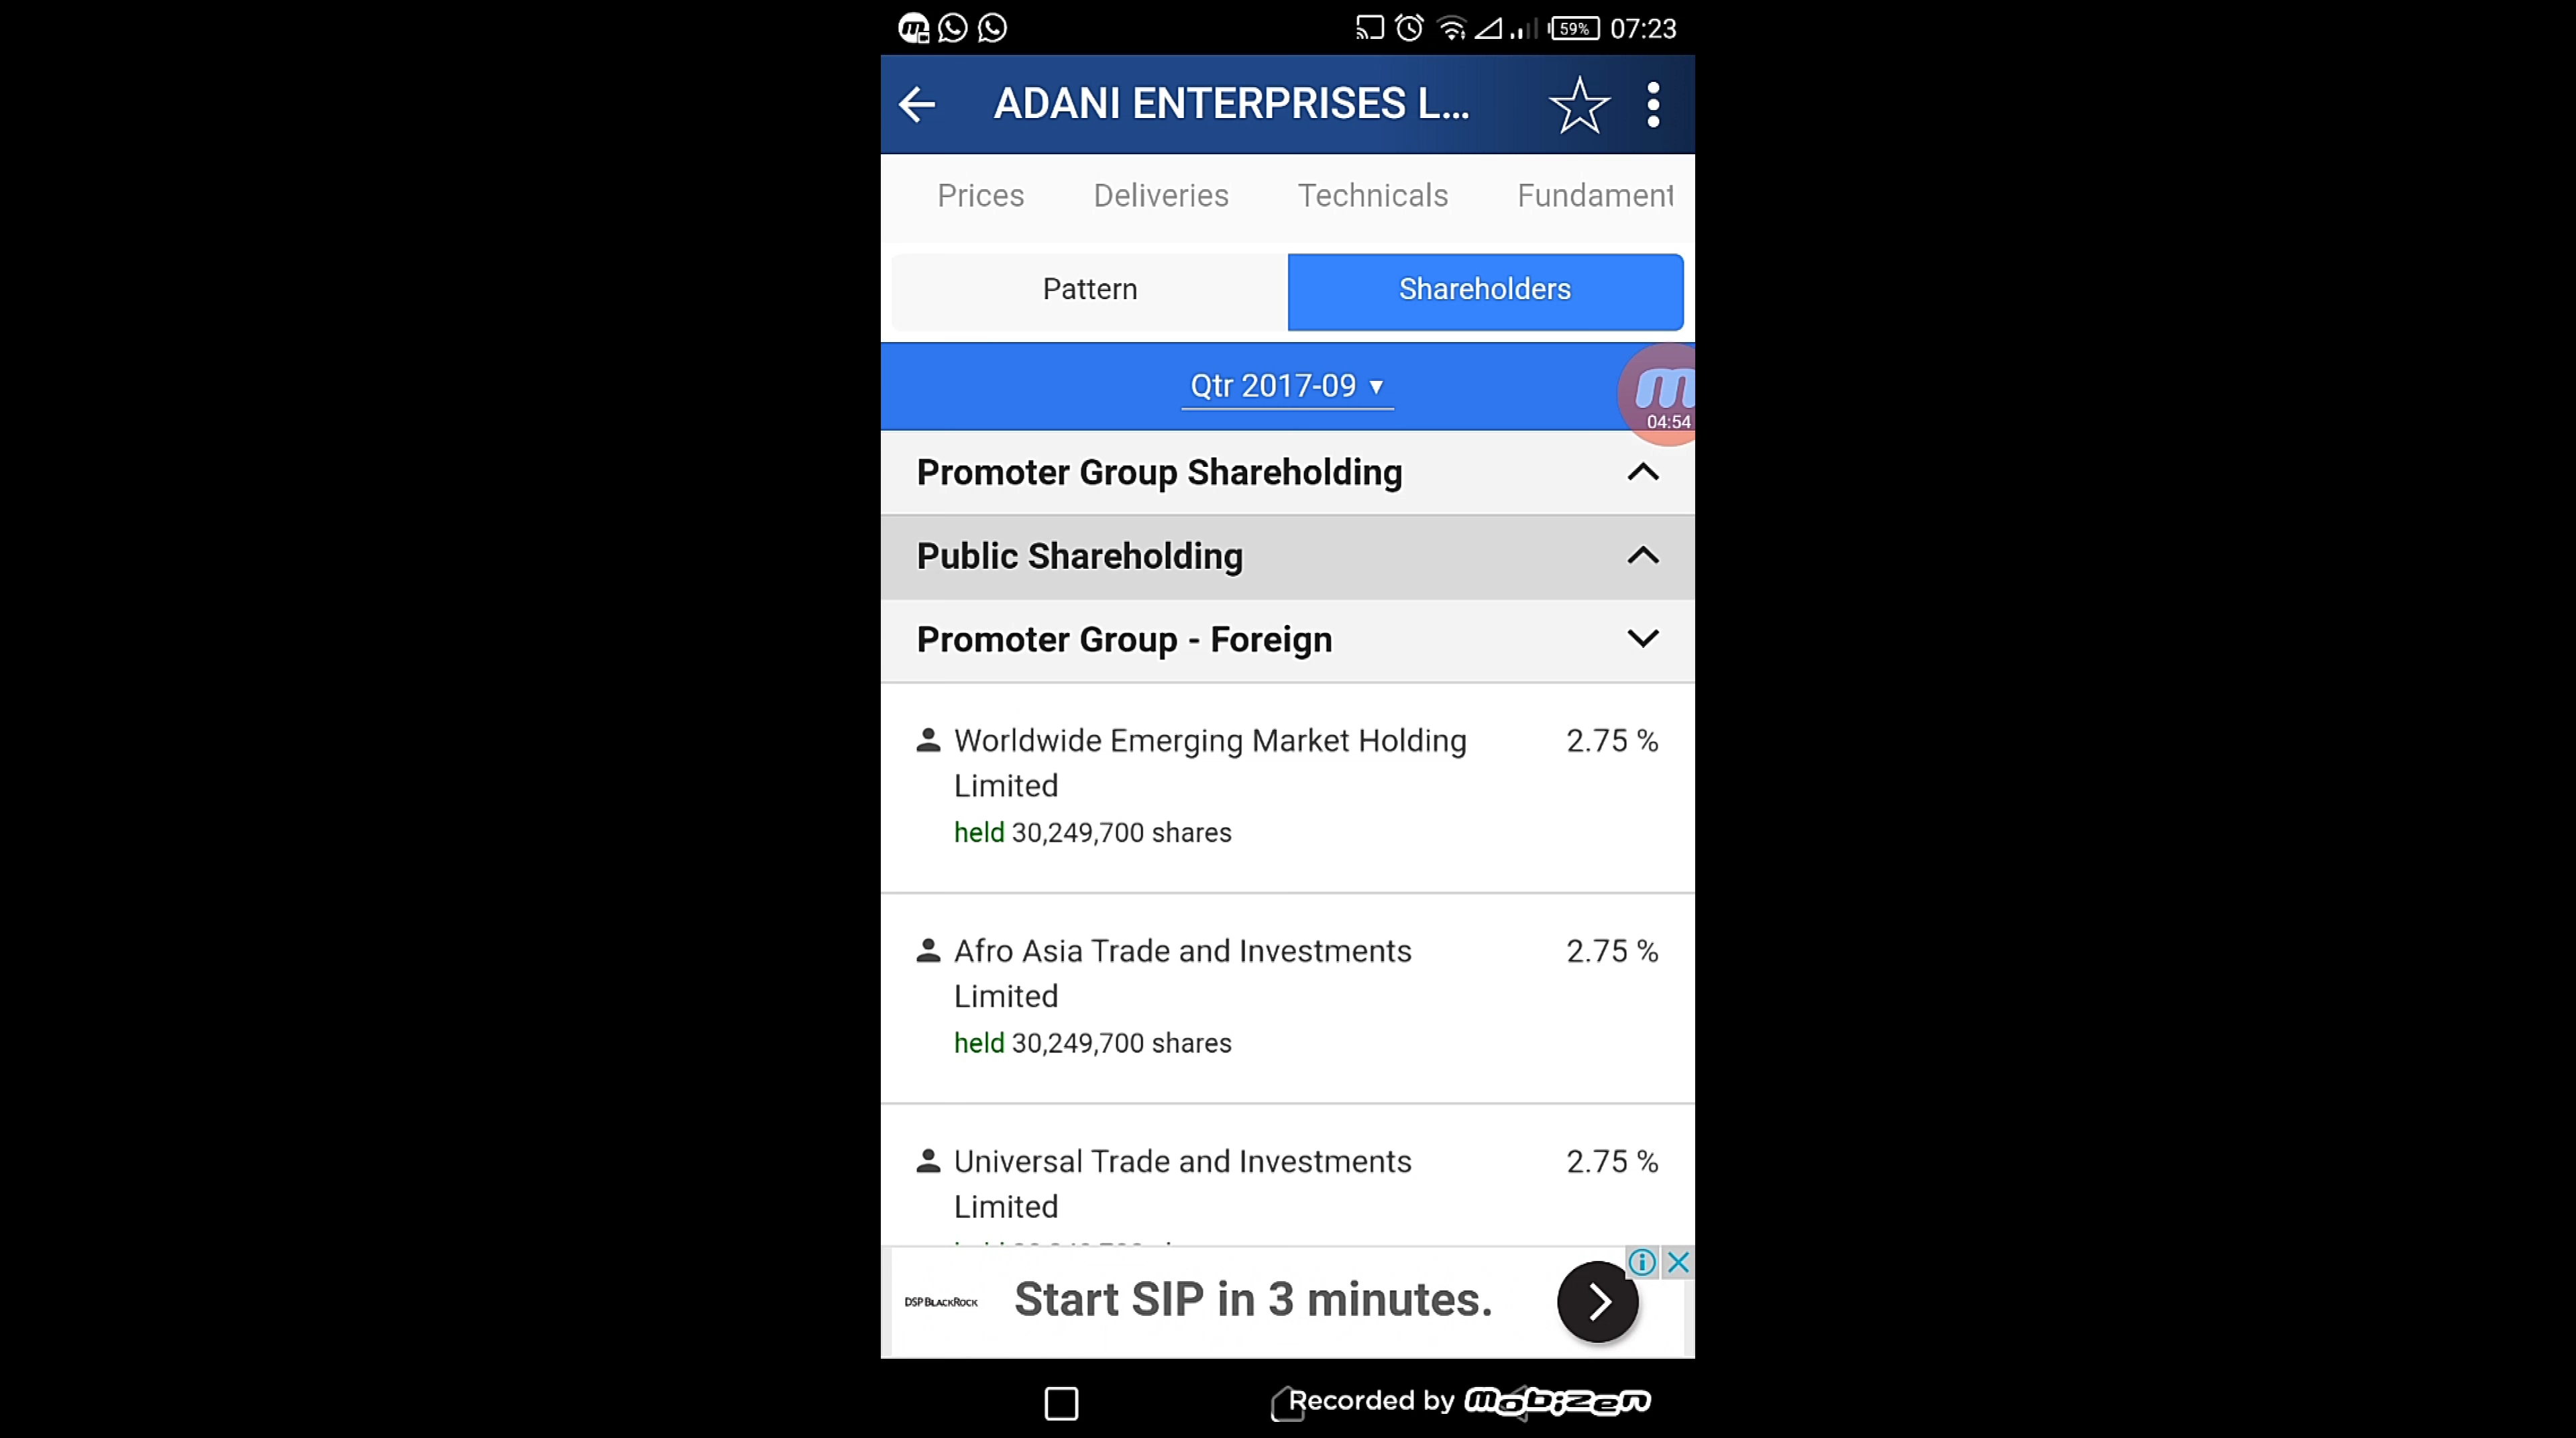 59% 07:23
ADANI ENTERPRISES L...
Prices Deliveries Technicals Fundament
Pattern Shareholders
Qtr 2017-09
04:54
Promoter Group Shareholding
Public Shareholding
Promoter Group - Foreign
Worldwide Emerging Market Holding 2.75 %
Limited
held 30,249,700 shares
Afro Asia Trade and Investments 2.75 %
Limited
held 30,249,700 shares
Universal Trade and Investments 2.75 %
Limited
DSP BLACKROCK Start SIP in 3 minutes.
Recorded by mobizen